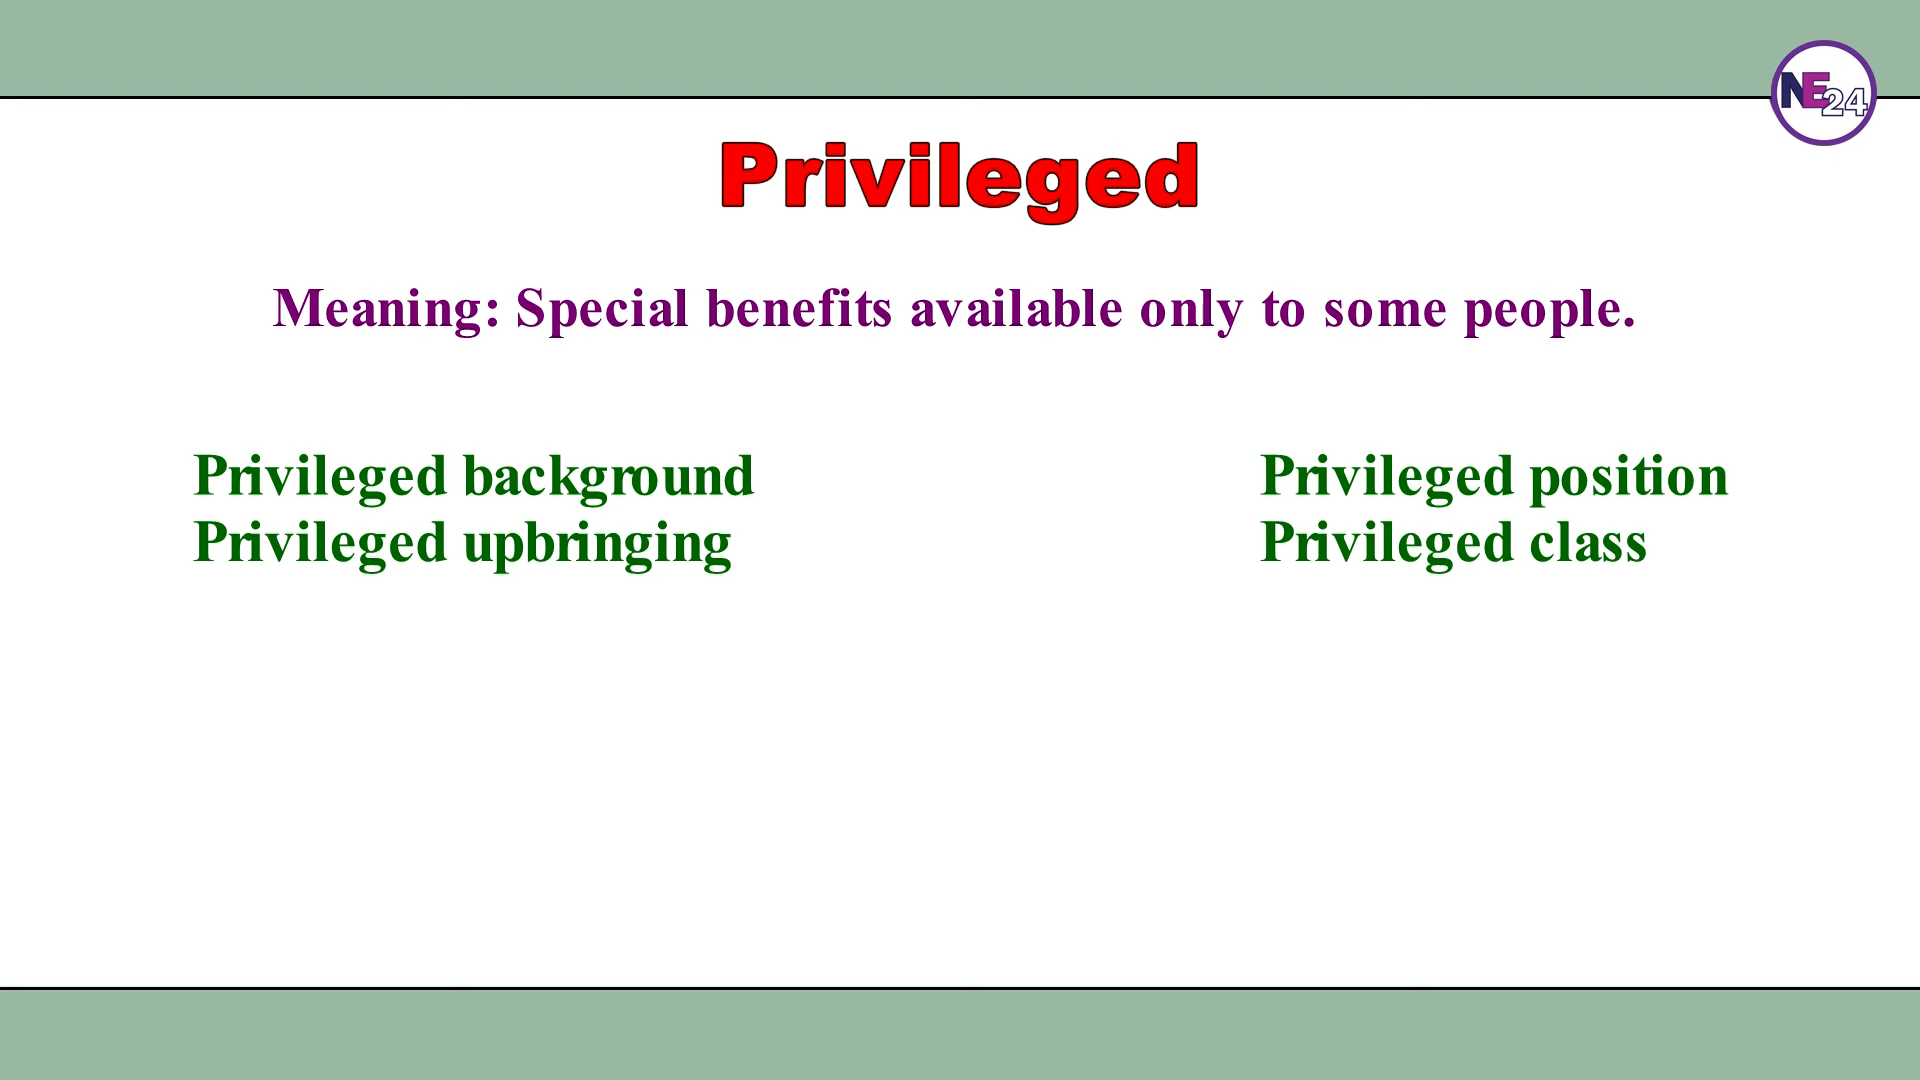 NE24
Privileged
Meaning: Special benefits available only to some people.
Privileged background
Privileged upbringing
Privileged position
Privileged class